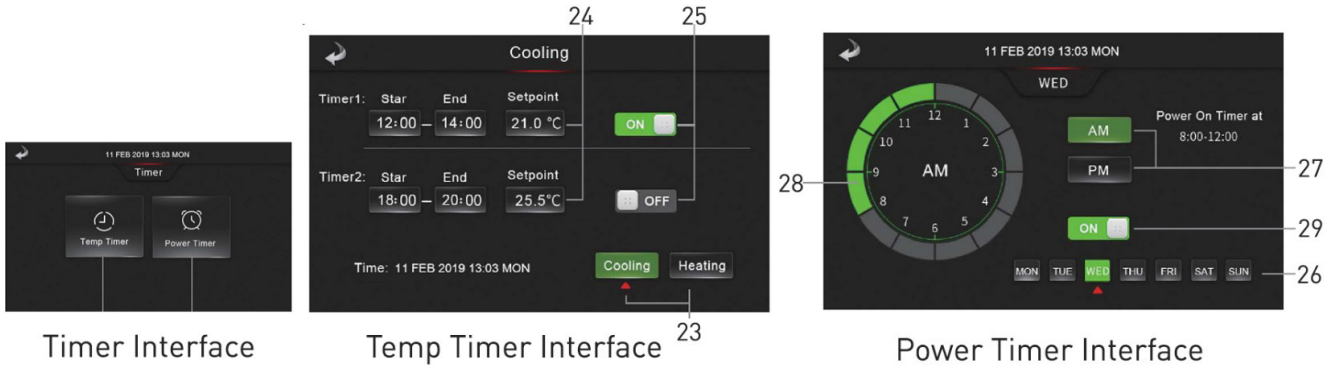 24
25
Cooling
Timer1:
Star
End
Setpoint
12:00 – 14:00
21.0 °C
ON
Timer2:
Star
End
Setpoint
18:00 – 20:00
25.5°C
OFF
Time: 11 FEB 2019 13:03 MON
Cooling
Heating
23
Temp Timer Interface
11 FEB 2019 13:03 MON
Timer
Temp Timer
Power Timer
Timer Interface
11 FEB 2019 13:03 MON
WED
12
1
2
3
4
5
6
7
8
9
10
11
AM
AM
PM
Power On Timer at
8:00-12:00
27
28
ON
29
MON TUE WED THU FRI SAT SUN
26
Power Timer Interface